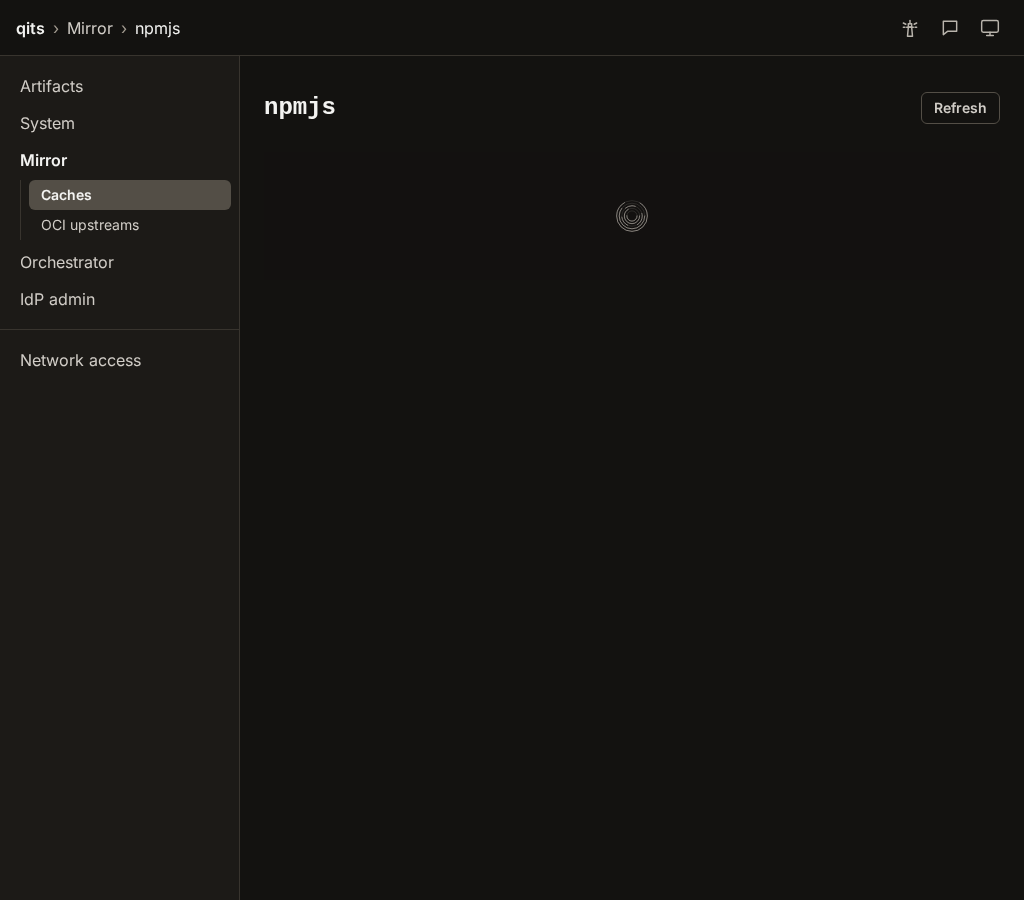 qits › Mirror › npmjs
Artifacts
System
Mirror
Caches
OCI upstreams
Orchestrator
IdP admin
Network access
npmjs
Refresh